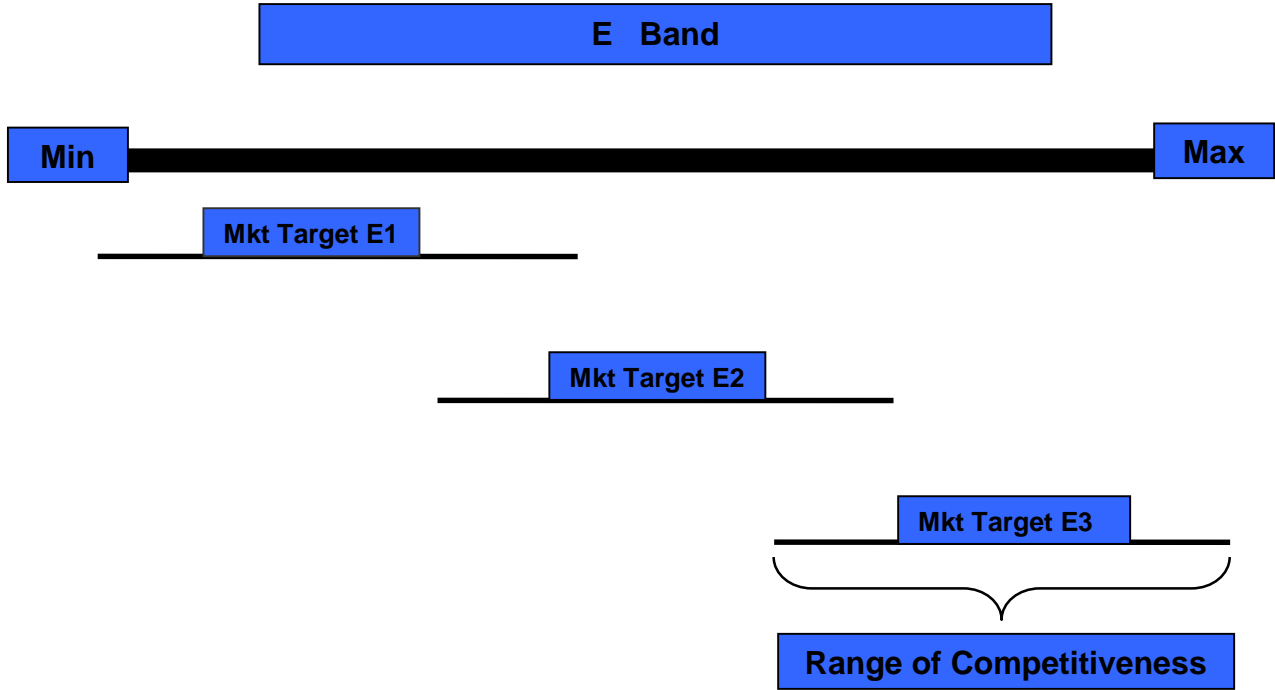 E Band
Min
Max
Mkt Target E1
Mkt Target E2
Mkt Target E3
Range of Competitiveness